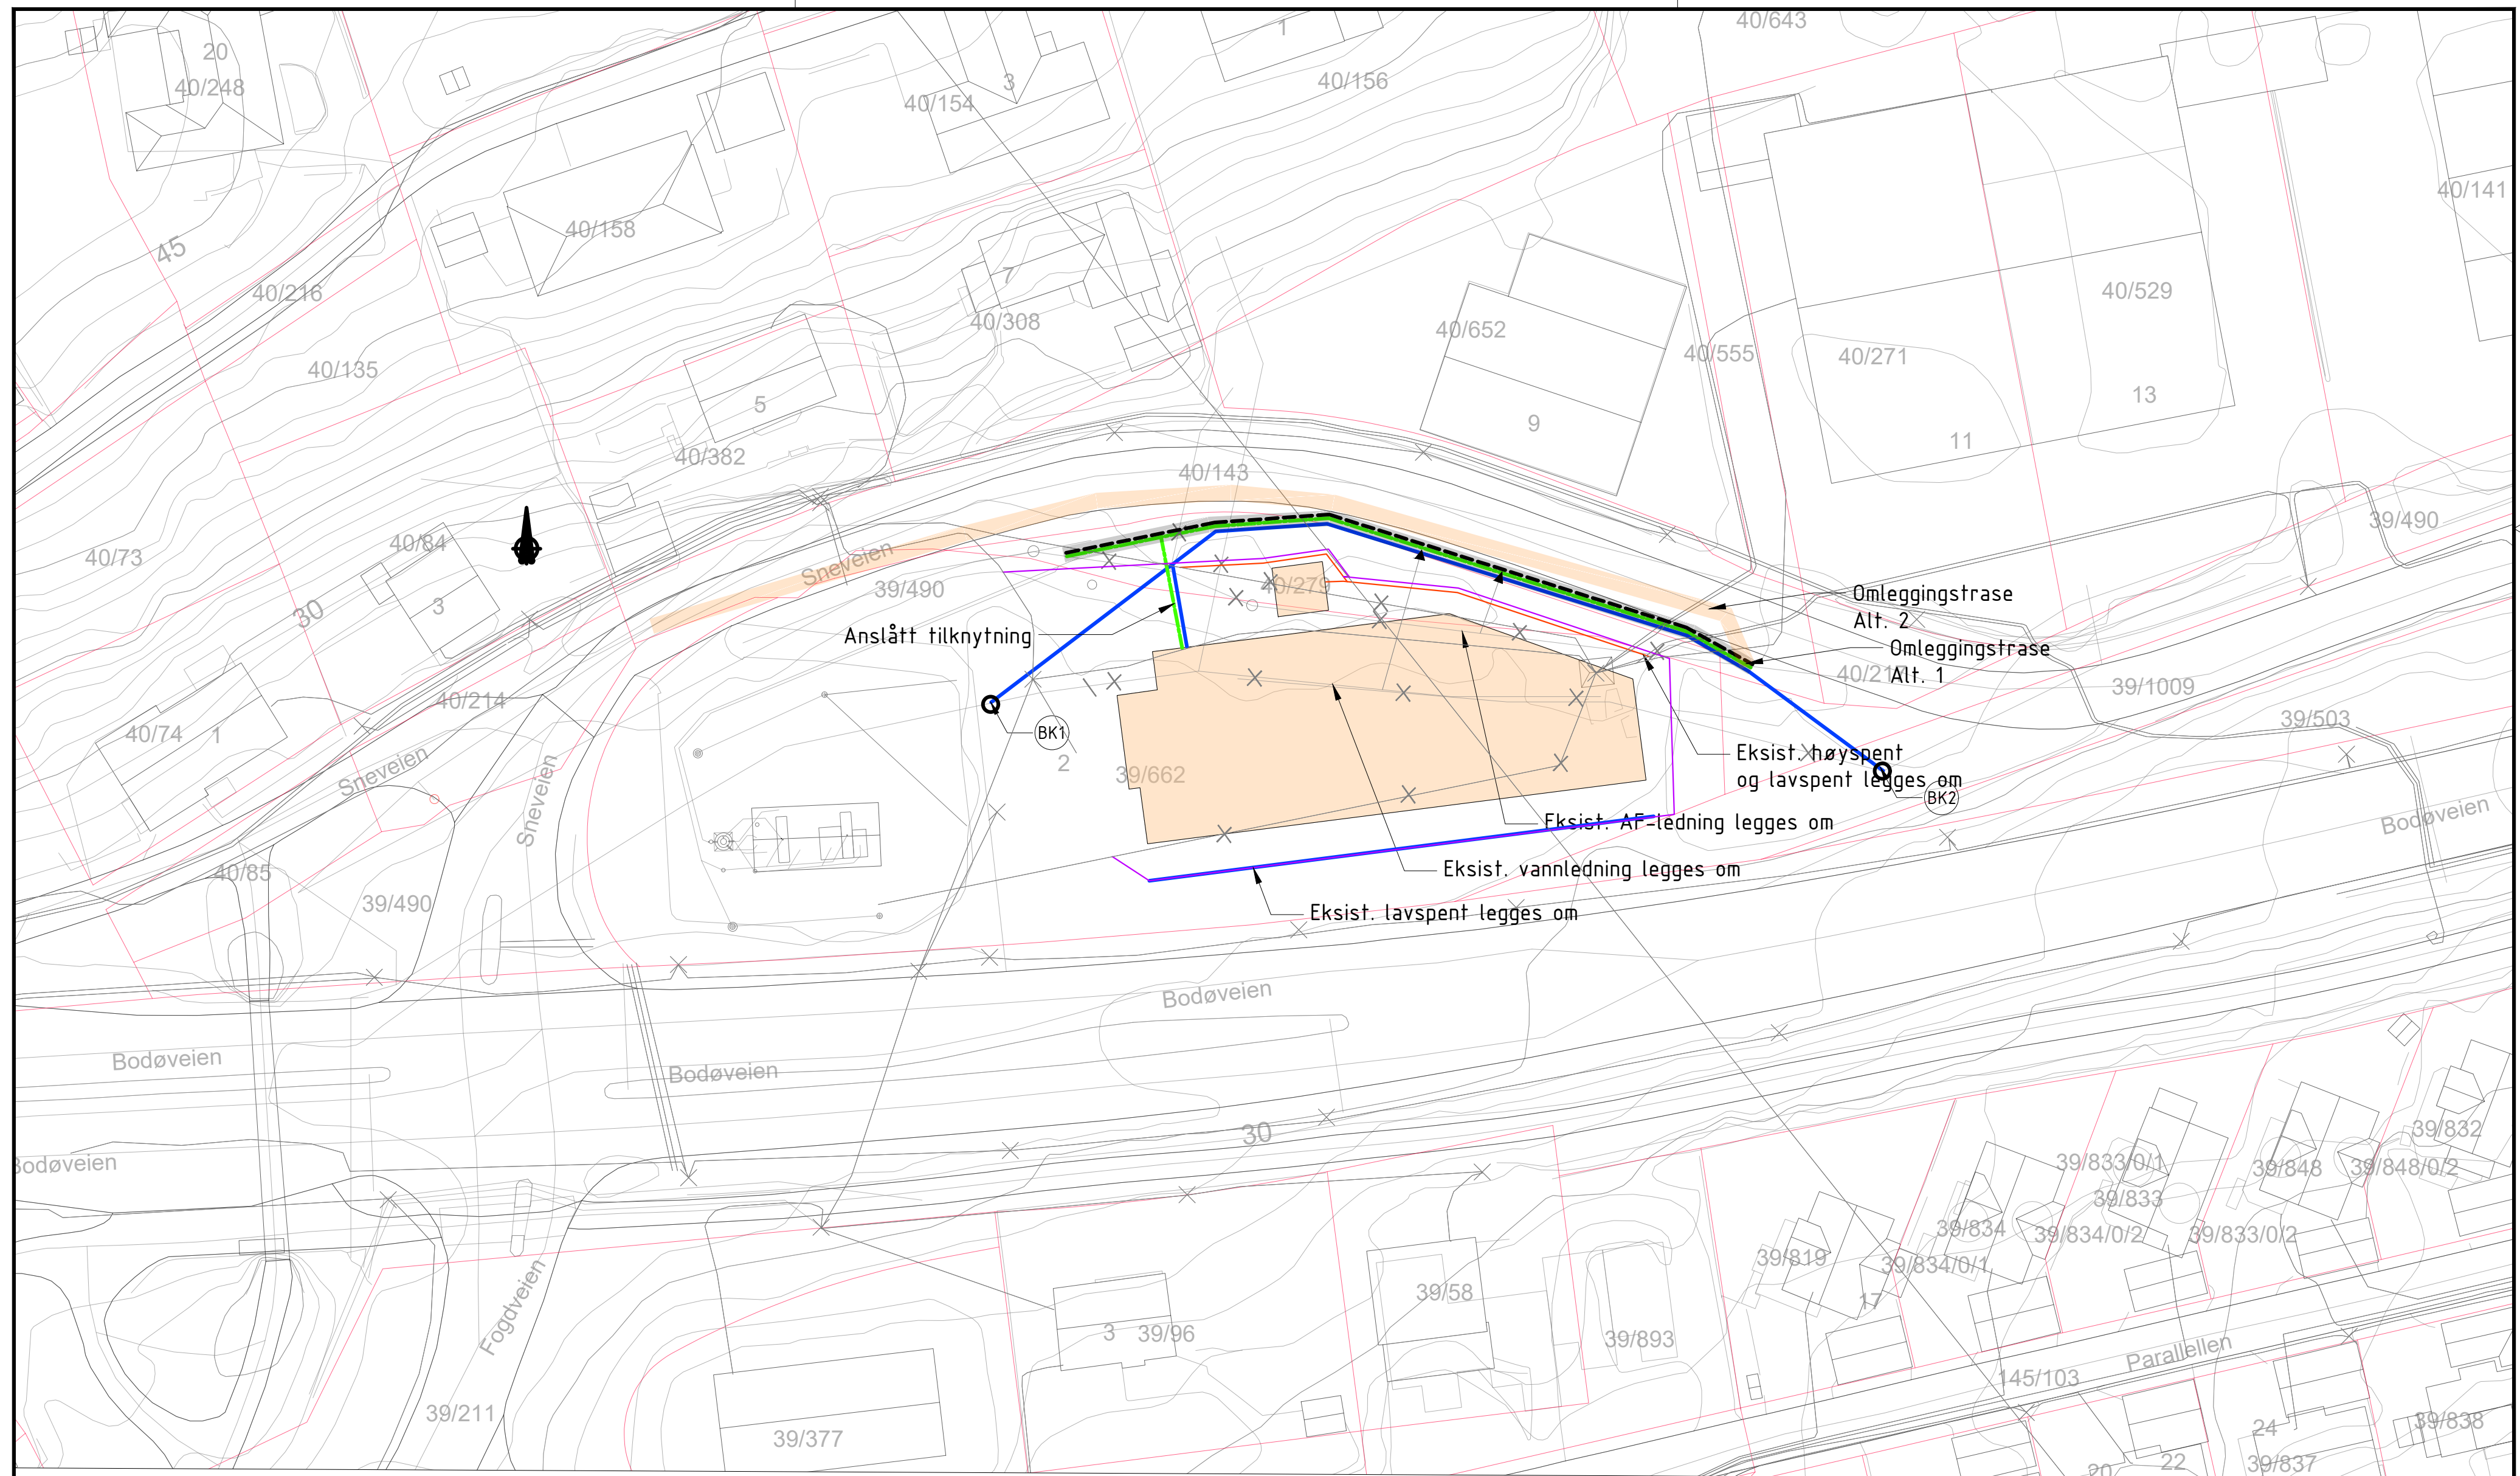 20
40/248
45
40/216
40/135
40/158
40/154
3
1
40/156
40/643
40/141
7
40/308
5
40/382
40/652
9
40/555
40/271
11
40/529
13
40/73
40/84
3
30
40/74
1
40/214
Sneveien
Sneveien
Sneveien
40/143
39/490
40/279
39/490
Omleggingstrase
Alt. 2
Omleggingstrase
Alt. 1
40/217
39/1009
39/503
Anslått tilknytning
BK1
2
39/662
Eksist. høyspent
og lavspent legges om
BK2
Eksist. AF-ledning legges om
Eksist. vannledning legges om
Eksist. lavspent legges om
Bodøveien
40/85
39/490
Bodøveien
Bodøveien
Bodøveien
Bodøveien
30
Fogdveien
39/211
39/377
3
39/96
39/58
39/893
39/819
17
39/834
39/834/0/1
39/834/0/2
39/833/0/1
39/833
39/833/0/2
39/848
39/848/0/2
39/832
Parallellen
145/103
20
22
24
39/837
39/838